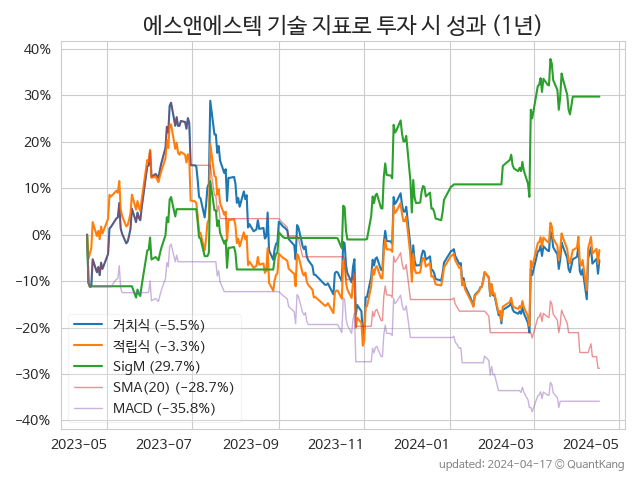 에스앤에스텍 기술 지표로 투자 시 성과 (1년)
40%
30%
20%
10%
0%
−10%
−20%
−30%
−40%
거치식 (−5.5%)
적립식 (−3.3%)
SigM (29.7%)
SMA(20) (−28.7%)
MACD (−35.8%)
2023-05 2023-07 2023-09 2023-11 2024-01 2024-03 2024-05
updated: 2024-04-17 © QuantKang